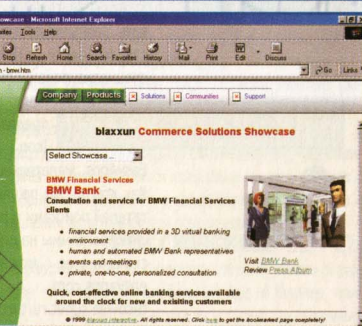 owcase - Microsoft Internet Explorer
rites Tools Help
Stop Refresh Home Search Favorites History Mail Print Edit Discuss
- bmw.htm Go Links
Company Products Solutions Communities Support
blaxxun Commerce Solutions Showcase
Select Showcase ...
BMW Financial Services
BMW Bank
Consultation and service for BMW Financial Services
clients
• financial services provided in a 3D virtual banking
environment
• human and automated BMW Bank representatives
• events and meetings
• private, one-to-one, personalized consultation
Visit BMW Bank
Review Press Album
Quick, cost-effective online banking services available
around the clock for new and exisiting customers
© 1999 blaxxun interactive. All rights reserved. Click here to get the bookmarked page completely!